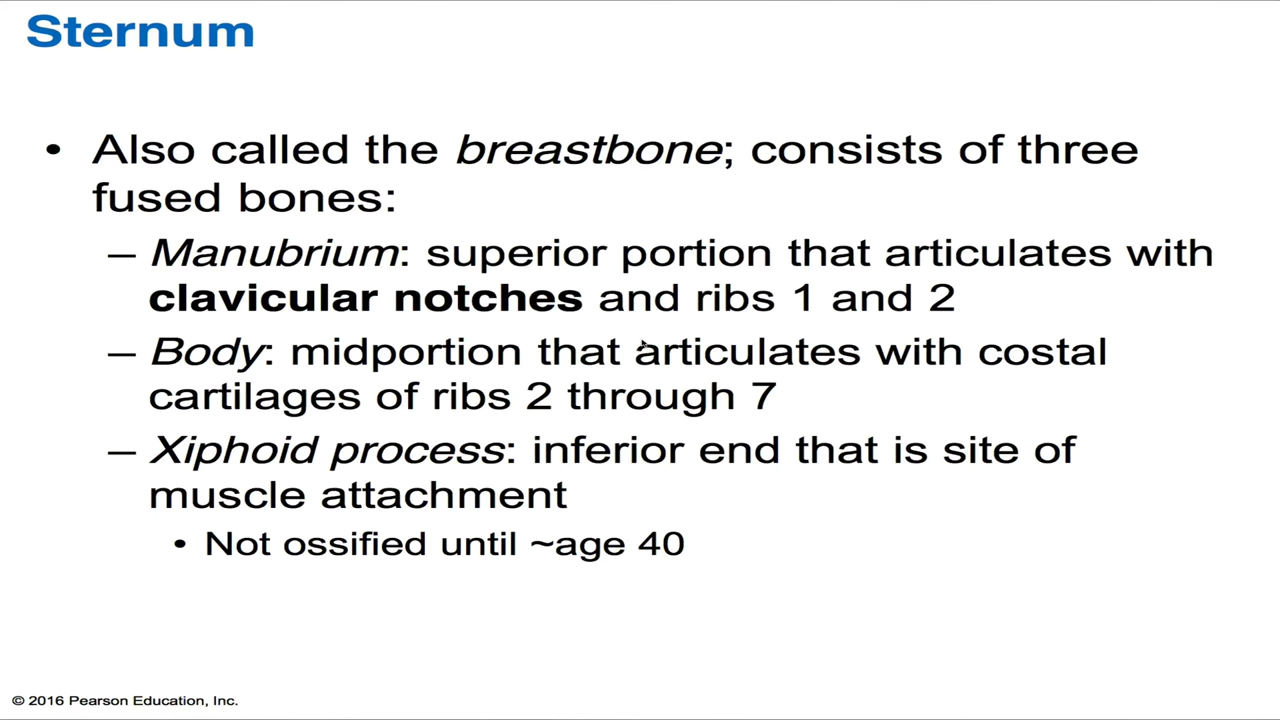 Sternum
• Also called the breastbone; consists of three
fused bones:
– Manubrium: superior portion that articulates with
clavicular notches and ribs 1 and 2
– Body: midportion that articulates with costal
cartilages of ribs 2 through 7
– Xiphoid process: inferior end that is site of
muscle attachment
• Not ossified until ~age 40
© 2016 Pearson Education, Inc.